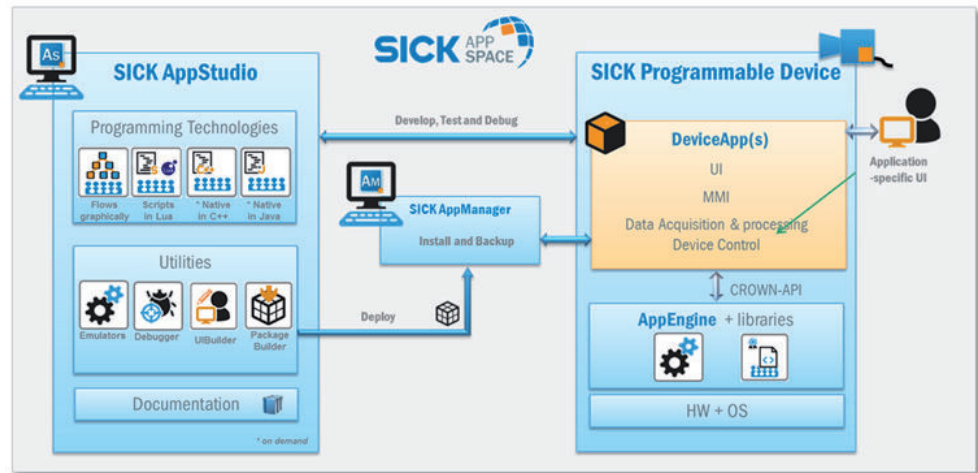 SICK APP SPACE
As
SICK AppStudio
Programming Technologies
Flows graphically
Scripts in Lua
* Native in C++
* Native in Java
Utilities
Emulators
Debugger
UIBuilder
Package Builder
Documentation
* on demand
Develop, Test and Debug
AM
SICK AppManager
Install and Backup
Deploy
SICK Programmable Device
DeviceApp(s)
UI
MMI
Data Acquisition & processing
Device Control
Application
-specific UI
CROWN-API
AppEngine + libraries
HW + OS